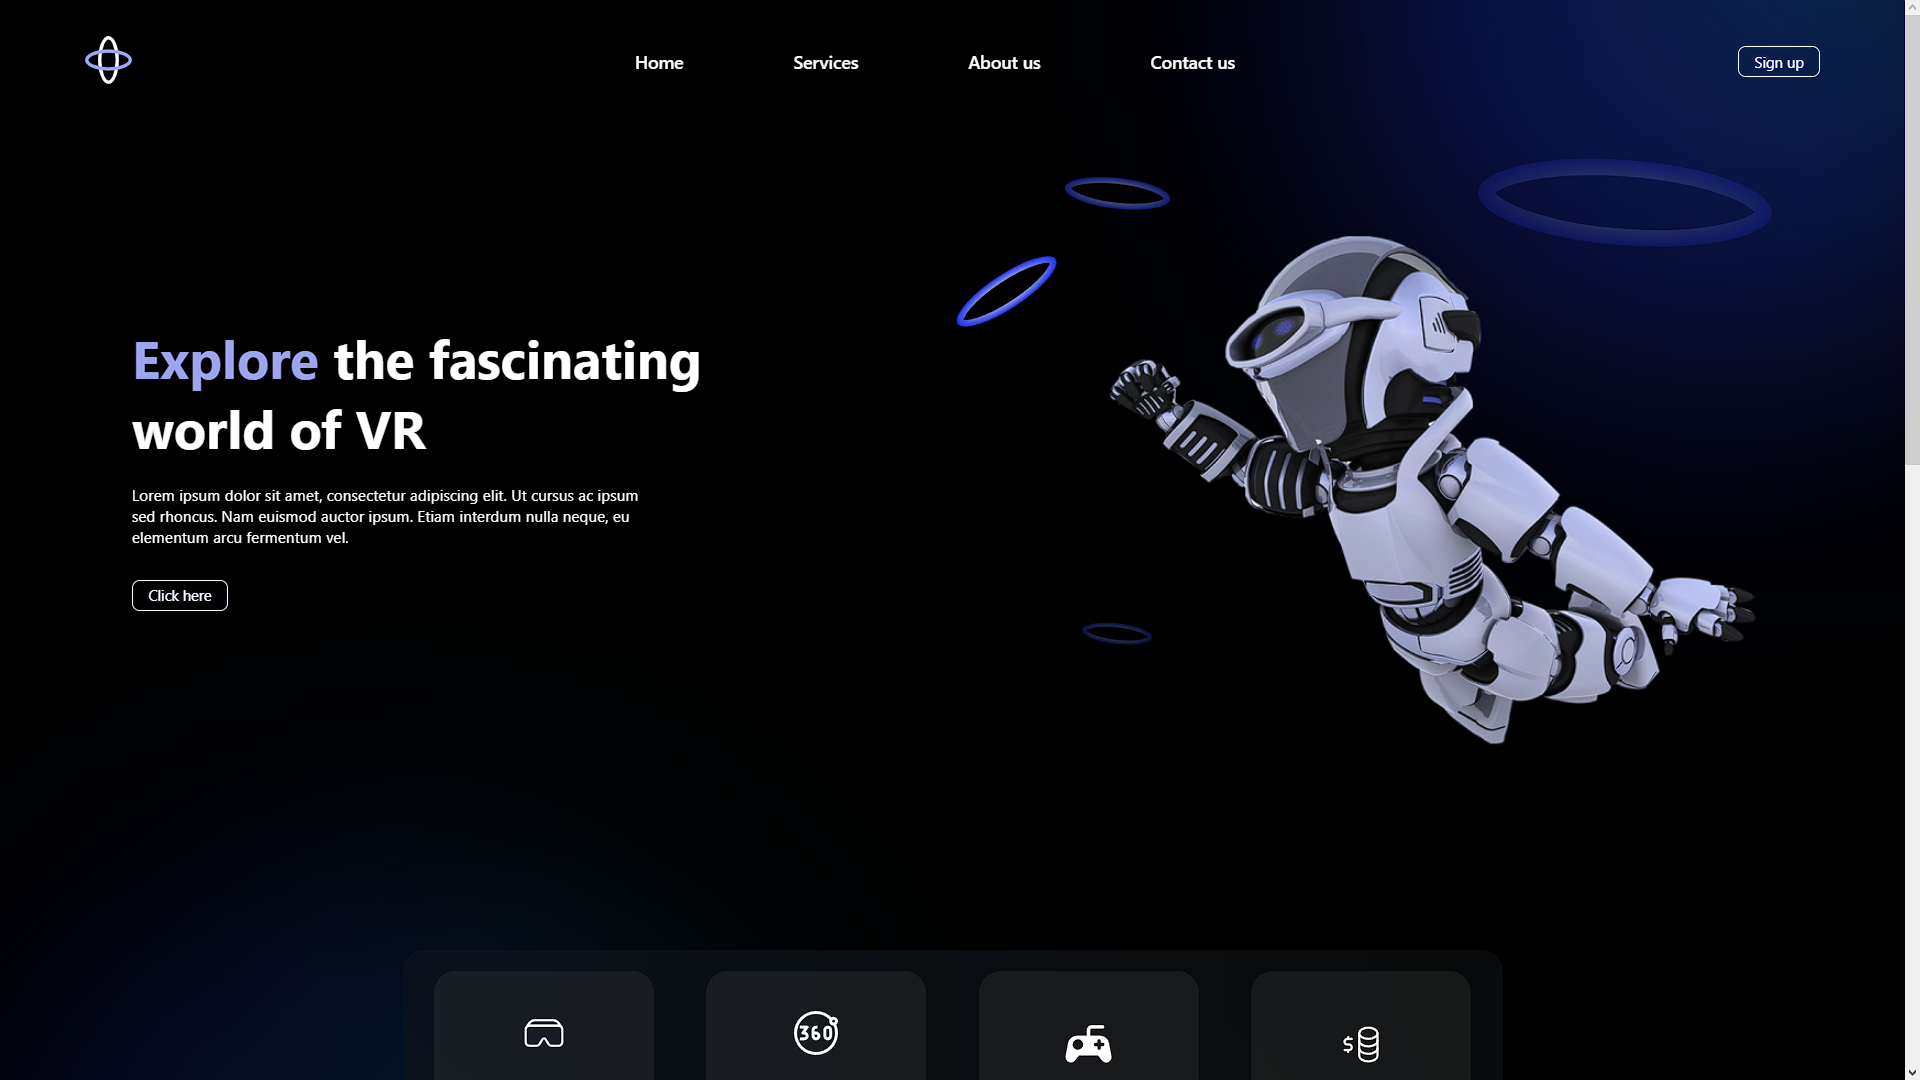 Home
Services
About us
Contact us
Sign up
Explore the fascinating
world of VR
Lorem ipsum dolor sit amet, consectetur adipiscing elit. Ut cursus ac ipsum
sed rhoncus. Nam euismod auctor ipsum. Etiam interdum nulla neque, eu
elementum arcu fermentum vel.
Click here
360
$